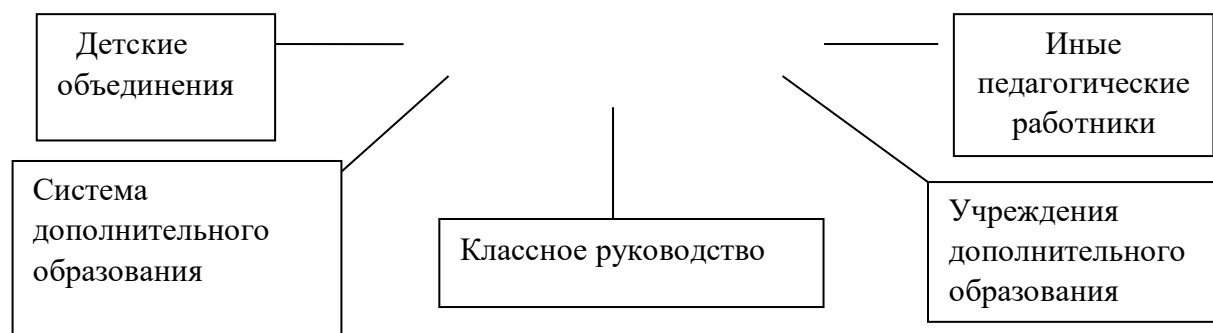 Детские
объединения
Иные
педагогические
работники
Система
дополнительного
образования
Классное руководство
Учреждения
дополнительного
образования